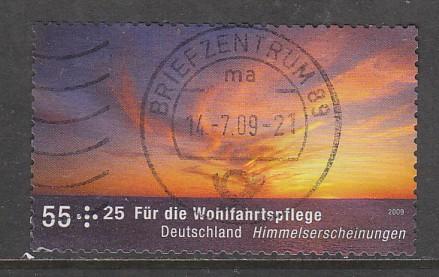 BRIEFZENTRUM 89
ma
14.-7.09-21
55 + 25 Für die Wohlfahrtspflege
2009
Deutschland Himmelserscheinungen